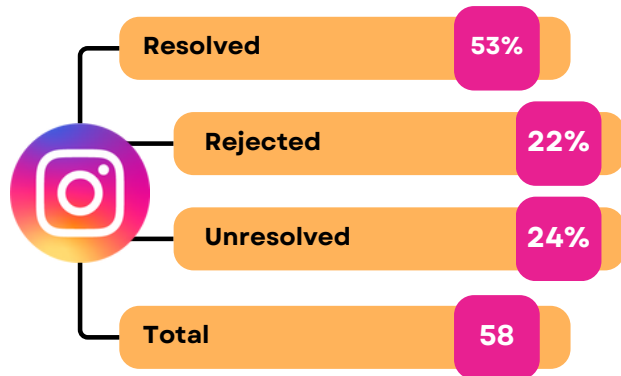 Resolved 53%
Rejected 22%
Unresolved 24%
Total 58